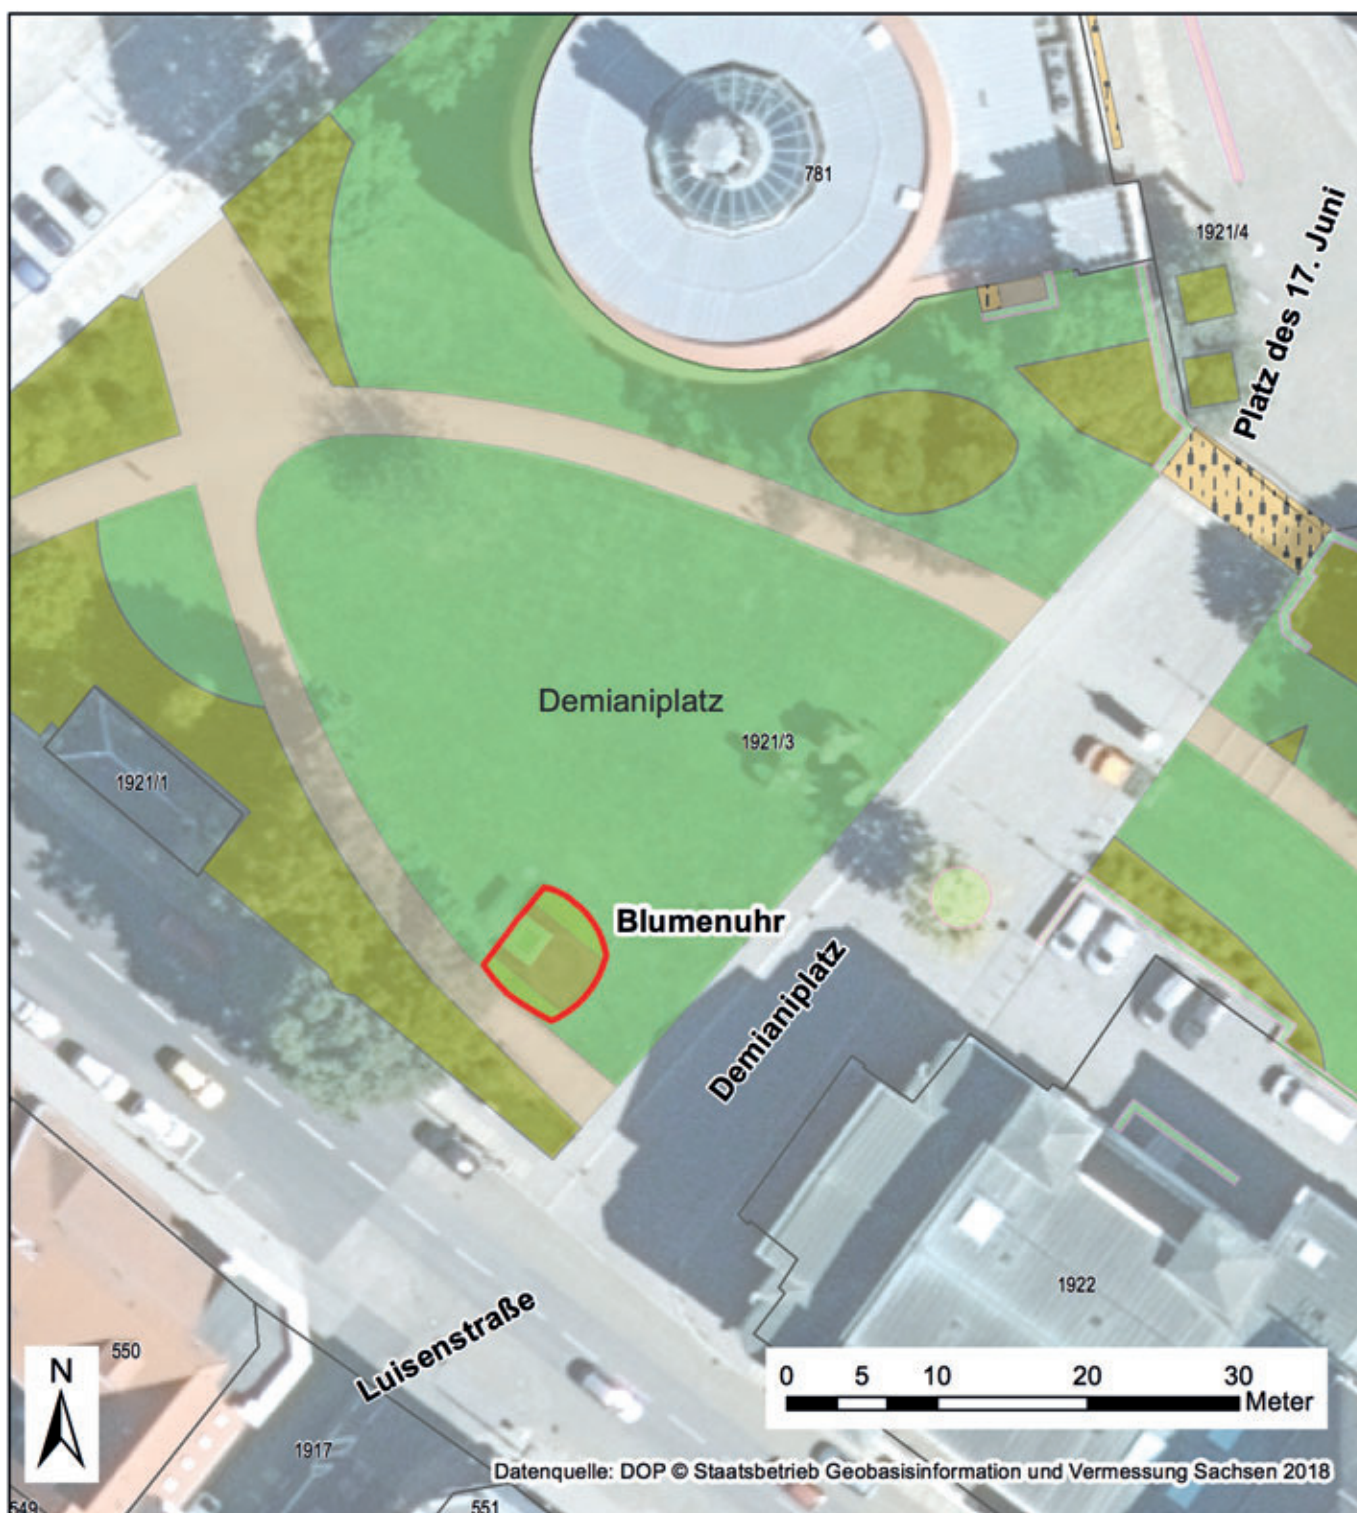 781
1921/4
Platz des 17. Juni
Demianiplatz
1921/3
1921/1
Blumenuhr
Demianiplatz
1922
Luisenstraße
550
N
0 5 10 20 30
Meter
1917
Datenquelle: DOP © Staatsbetrieb Geobasisinformation und Vermessung Sachsen 2018
549
551